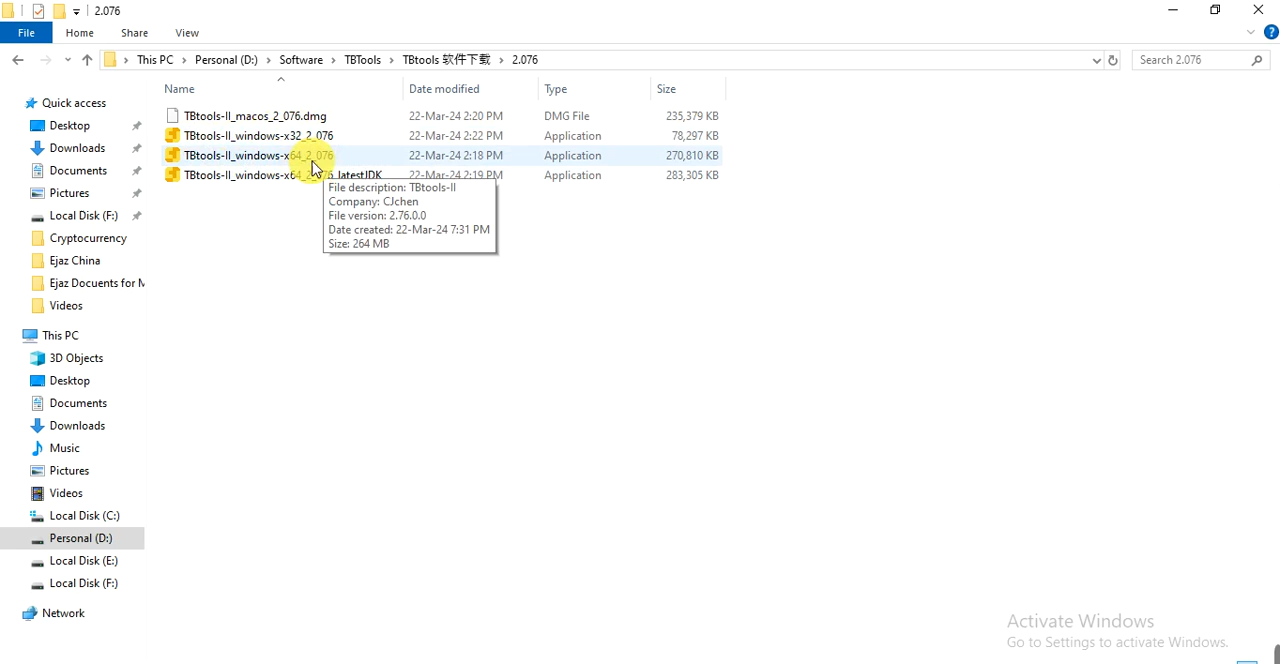 2.076
File Home Share View
This PC Personal (D:) Software TBTools TBtools 软件下载 2.076
Search 2.076
Name Date modified Type Size
Quick access
Desktop
Downloads
Documents
Pictures
Local Disk (F:)
Cryptocurrency
Ejaz China
Ejaz Docuents for M
Videos
This PC
3D Objects
Desktop
Documents
Downloads
Music
Pictures
Videos
Local Disk (C:)
Personal (D:)
Local Disk (E:)
Local Disk (F:)
Network
TBtools-II_macos_2_076.dmg 22-Mar-24 2:20 PM DMG File 235,379 KB
TBtools-II_windows-x32_2_076 22-Mar-24 2:22 PM Application 78,297 KB
TBtools-II_windows-x64_2_076 22-Mar-24 2:18 PM Application 270,810 KB
TBtools-II_windows-x64_2_076_latestJDK 22-Mar-24 2:19 PM Application 283,305 KB
File description: TBtools-II
Company: CJchen
File version: 2.76.0.0
Date created: 22-Mar-24 7:31 PM
Size: 264 MB
Activate Windows
Go to Settings to activate Windows.